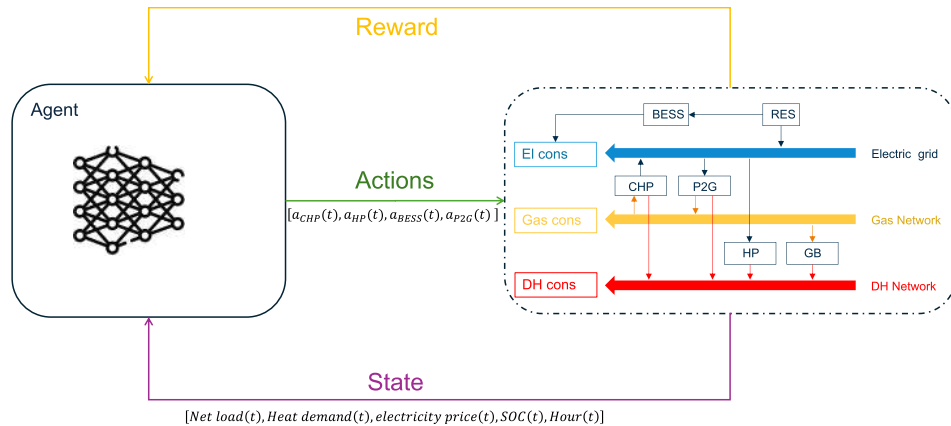 Reward
Agent
BESS
RES
El cons
Electric grid
Actions
CHP
P2G
[a_CHP(t), a_HP(t), a_BESS(t), a_P2G(t) ]
Gas cons
Gas Network
HP
GB
DH cons
DH Network
State
[Net load(t), Heat demand(t), electricity price(t), SOC(t), Hour(t)]